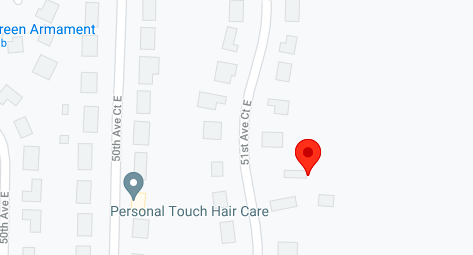 reen Armament
b
50th Ave Ct E
51st Ave Ct E
50th Ave E
Personal Touch Hair Care